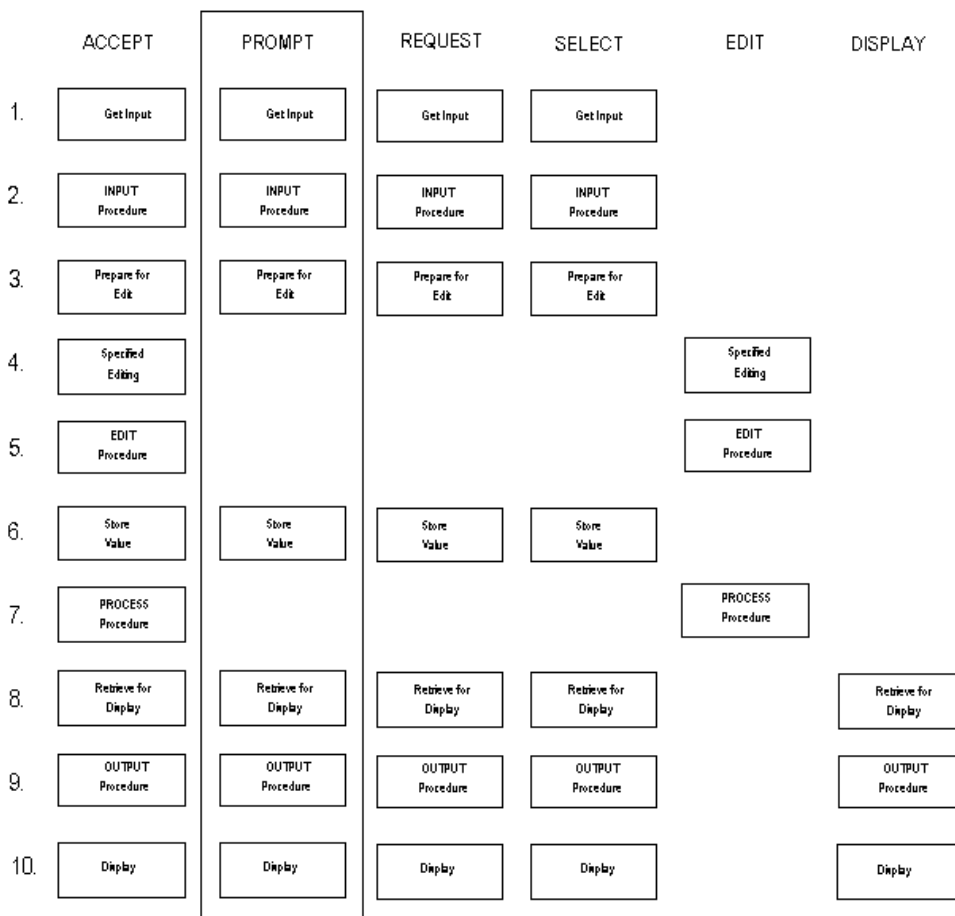 ACCEPT PROMPT REQUEST SELECT EDIT DISPLAY
1. Get Input Get Input Get Input Get Input
2. INPUT INPUT INPUT INPUT
Procedure Procedure Procedure Procedure
3. Prepare for Prepare for Prepare for Prepare for
Edit Edit Edit Edit
4. Specified Specified
Editing Editing
5. EDIT EDIT
Procedure Procedure
6. Store Store Store Store
Value Value Value Value
7. PROCESS PROCESS
Procedure Procedure
8. Retrieve for Retrieve for Retrieve for Retrieve for Retrieve for
Display Display Display Display Display
9. OUTPUT OUTPUT OUTPUT OUTPUT OUTPUT
Procedure Procedure Procedure Procedure Procedure
10. Display Display Display Display Display